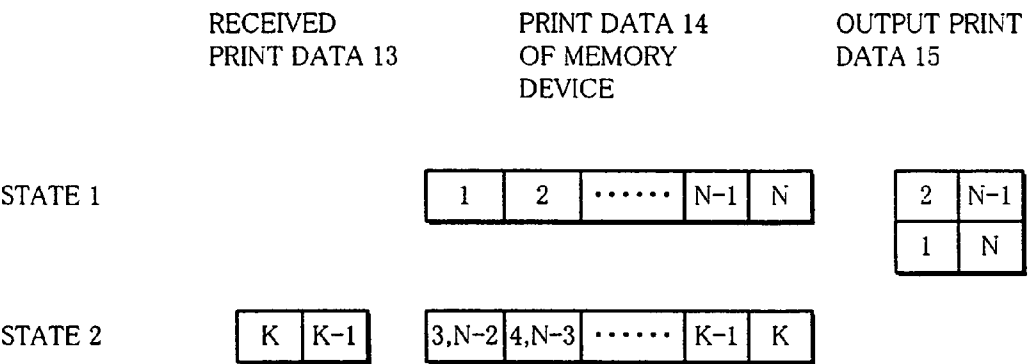 RECEIVED
PRINT DATA 13
PRINT DATA 14
OF MEMORY
DEVICE
OUTPUT PRINT
DATA 15
STATE 1
1 2 ······ N-1 N
2 N-1
1 N
STATE 2
K K-1
3,N-2 4,N-3 ······ K-1 K